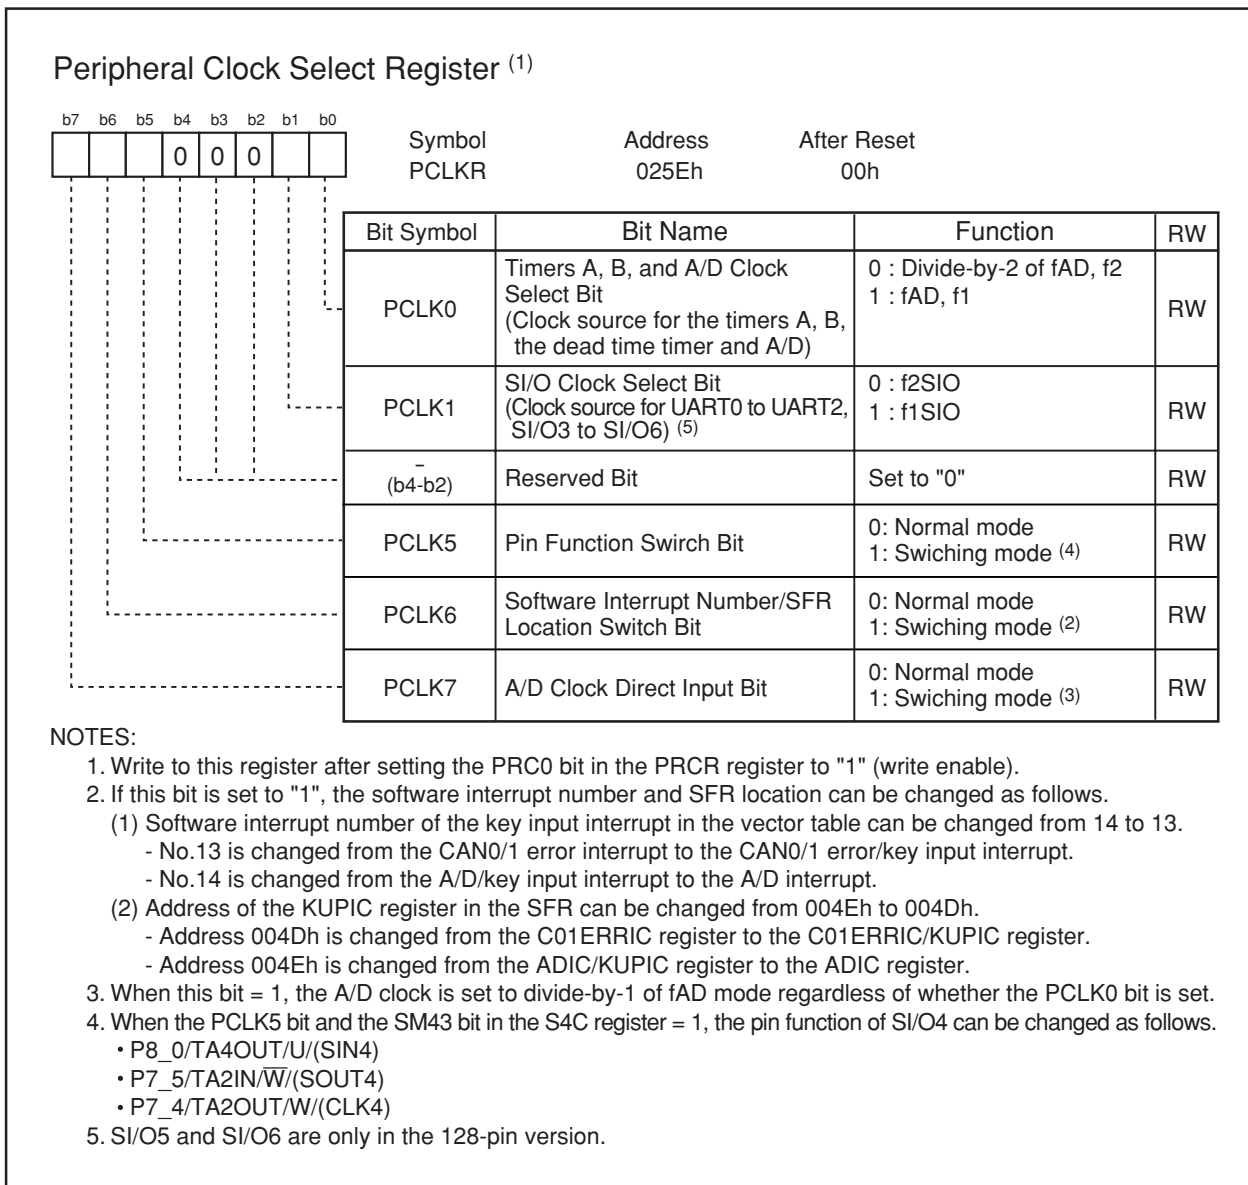 Peripheral Clock Select Register (1)
b7 b6 b5 b4 b3 b2 b1 b0
0 0 0
Symbol Address After Reset
PCLKR 025Eh 00h
Bit Symbol Bit Name Function RW
PCLK0
Timers A, B, and A/D Clock
Select Bit
(Clock source for the timers A, B,
the dead time timer and A/D)
0 : Divide-by-2 of fAD, f2
1 : fAD, f1
RW
PCLK1
SI/O Clock Select Bit
(Clock source for UART0 to UART2,
SI/O3 to SI/O6) (5)
0 : f2SIO
1 : f1SIO
RW
–
(b4-b2)
Reserved Bit
Set to "0"
RW
PCLK5
Pin Function Swirch Bit
0: Normal mode
1: Swiching mode (4)
RW
PCLK6
Software Interrupt Number/SFR
Location Switch Bit
0: Normal mode
1: Swiching mode (2)
RW
PCLK7
A/D Clock Direct Input Bit
0: Normal mode
1: Swiching mode (3)
RW
NOTES:
1. Write to this register after setting the PRC0 bit in the PRCR register to "1" (write enable).
2. If this bit is set to "1", the software interrupt number and SFR location can be changed as follows.
(1) Software interrupt number of the key input interrupt in the vector table can be changed from 14 to 13.
- No.13 is changed from the CAN0/1 error interrupt to the CAN0/1 error/key input interrupt.
- No.14 is changed from the A/D/key input interrupt to the A/D interrupt.
(2) Address of the KUPIC register in the SFR can be changed from 004Eh to 004Dh.
- Address 004Dh is changed from the C01ERRIC register to the C01ERRIC/KUPIC register.
- Address 004Eh is changed from the ADIC/KUPIC register to the ADIC register.
3. When this bit = 1, the A/D clock is set to divide-by-1 of fAD mode regardless of whether the PCLK0 bit is set.
4. When the PCLK5 bit and the SM43 bit in the S4C register = 1, the pin function of SI/O4 can be changed as follows.
• P8_0/TA4OUT/U/(SIN4)
• P7_5/TA2IN/W̅/(SOUT4)
• P7_4/TA2OUT/W/(CLK4)
5. SI/O5 and SI/O6 are only in the 128-pin version.